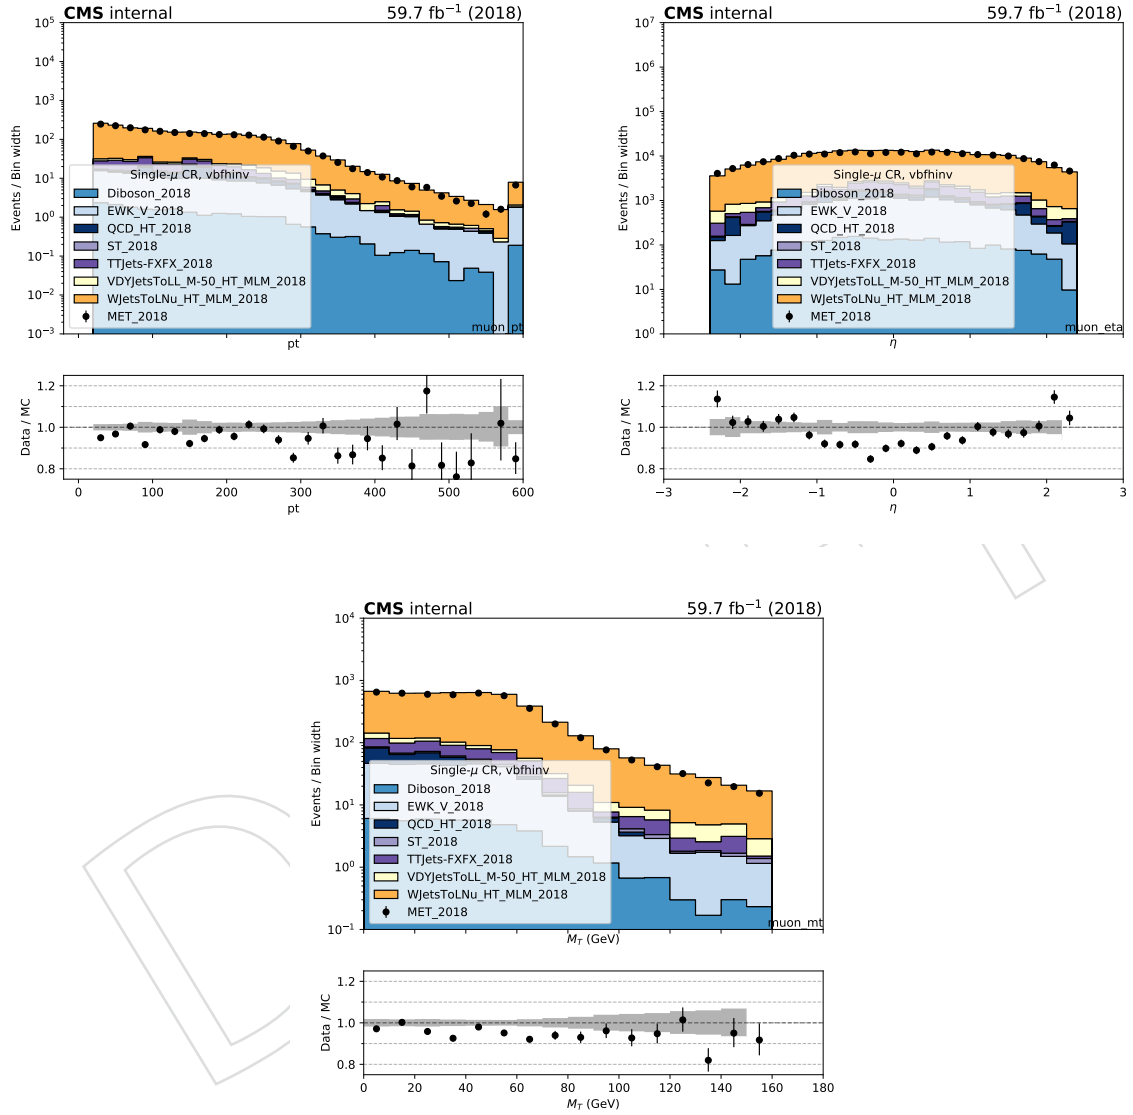 CMS internal 59.7 fb⁻¹ (2018)
10⁵
10⁴
10³
10²
10¹
10⁰
10⁻¹
10⁻²
10⁻³
Events / Bin width
Single-μ CR, vbfhinv
Diboson_2018
EWK_V_2018
QCD_HT_2018
ST_2018
TTJets-FXFX_2018
VDYJetsToLL_M-50_HT_MLM_2018
WJetsToLNu_HT_MLM_2018
MET_2018
muon_pt
pt
1.2
1.0
0.8
Data / MC
0 100 200 300 400 500 600
pt
CMS internal 59.7 fb⁻¹ (2018)
10⁷
10⁶
10⁵
10⁴
10³
10²
10¹
10⁰
Events / Bin width
Single-μ CR, vbfhinv
Diboson_2018
EWK_V_2018
QCD_HT_2018
ST_2018
TTJets-FXFX_2018
VDYJetsToLL_M-50_HT_MLM_2018
WJetsToLNu_HT_MLM_2018
MET_2018
muon_eta
η
1.2
1.0
0.8
Data / MC
−3 −2 −1 0 1 2 3
η
CMS internal 59.7 fb⁻¹ (2018)
10⁴
10³
10²
10¹
10⁰
10⁻¹
Events / Bin width
Single-μ CR, vbfhinv
Diboson_2018
EWK_V_2018
QCD_HT_2018
ST_2018
TTJets-FXFX_2018
VDYJetsToLL_M-50_HT_MLM_2018
WJetsToLNu_HT_MLM_2018
MET_2018
muon_mt
M_T (GeV)
1.2
1.0
0.8
Data / MC
0 20 40 60 80 100 120 140 160 180
M_T (GeV)